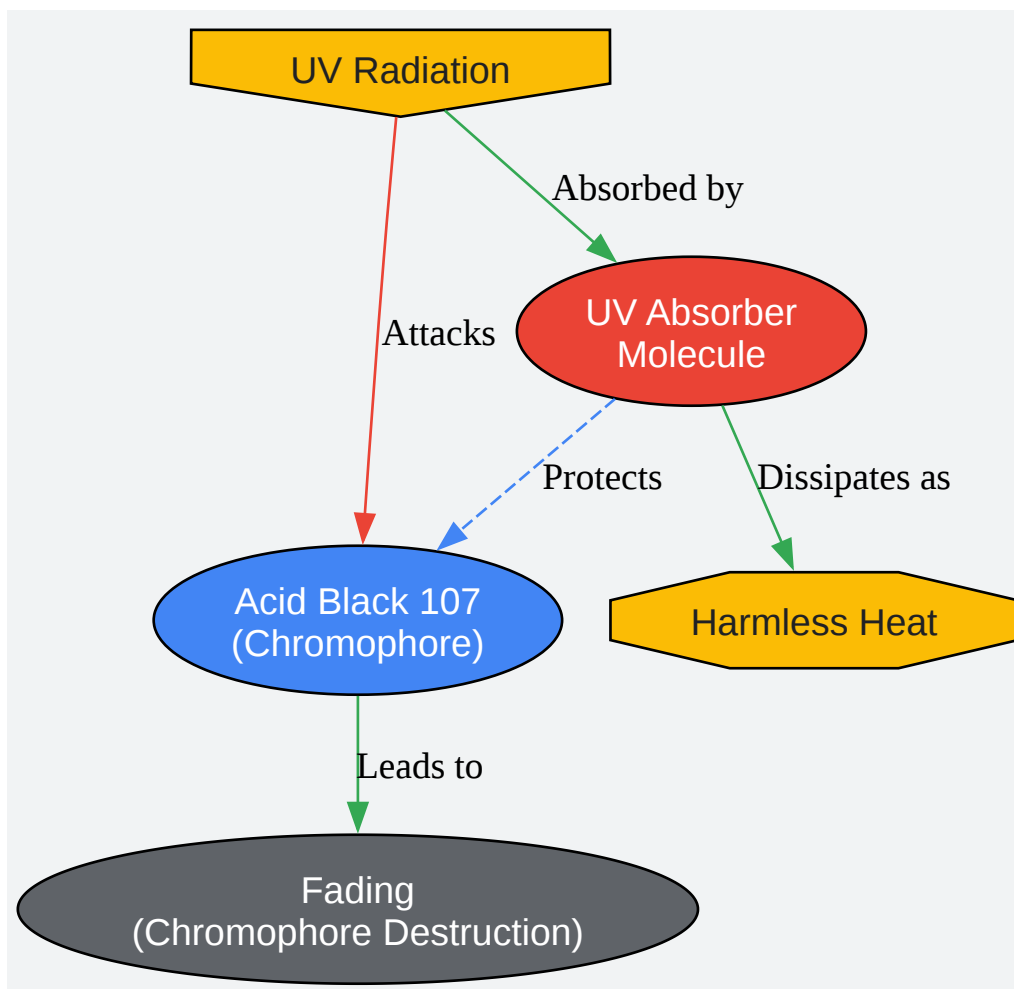 UV Radiation
Absorbed by
UV Absorber
Molecule
Attacks
Protects
Dissipates as
Acid Black 107
(Chromophore)
Harmless Heat
Leads to
Fading
(Chromophore Destruction)